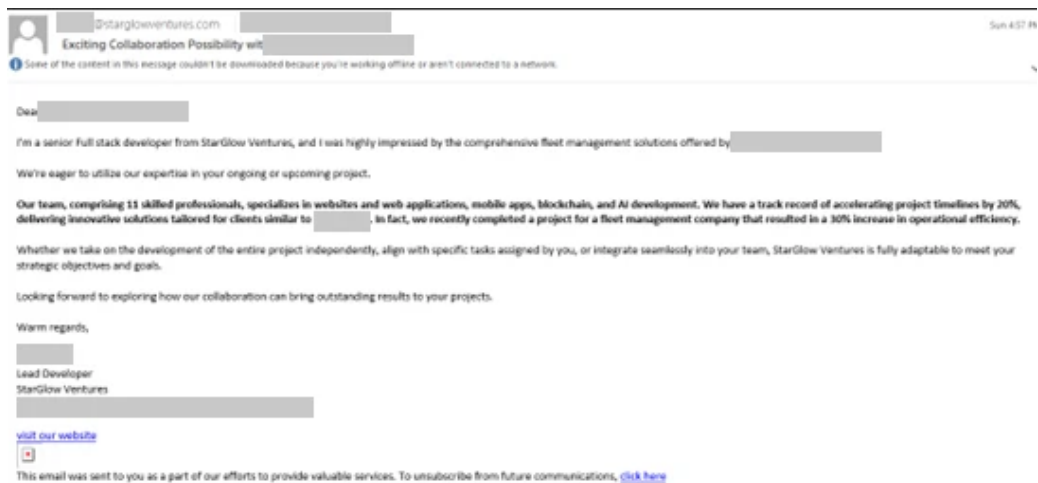 @starglowventures.com
Sun 4:57 PM
Exciting Collaboration Possibility wit
Some of the content in this message couldn't be downloaded because you're working offline or aren't connected to a network.
Dea
I'm a senior Full stack developer from StarGlow Ventures, and I was highly impressed by the comprehensive fleet management solutions offered by
We're eager to utilize our expertise in your ongoing or upcoming project.
Our team, comprising 11 skilled professionals, specializes in websites and web applications, mobile apps, blockchain, and AI development. We have a track record of accelerating project timelines by 20%,
delivering innovative solutions tailored for clients similar to . In fact, we recently completed a project for a fleet management company that resulted in a 30% increase in operational efficiency.
Whether we take on the development of the entire project independently, align with specific tasks assigned by you, or integrate seamlessly into your team, StarGlow Ventures is fully adaptable to meet your
strategic objectives and goals.
Looking forward to exploring how our collaboration can bring outstanding results to your projects.
Warm regards,
Lead Developer
StarGlow Ventures
visit our website
This email was sent to you as a part of our efforts to provide valuable services. To unsubscribe from future communications, click here